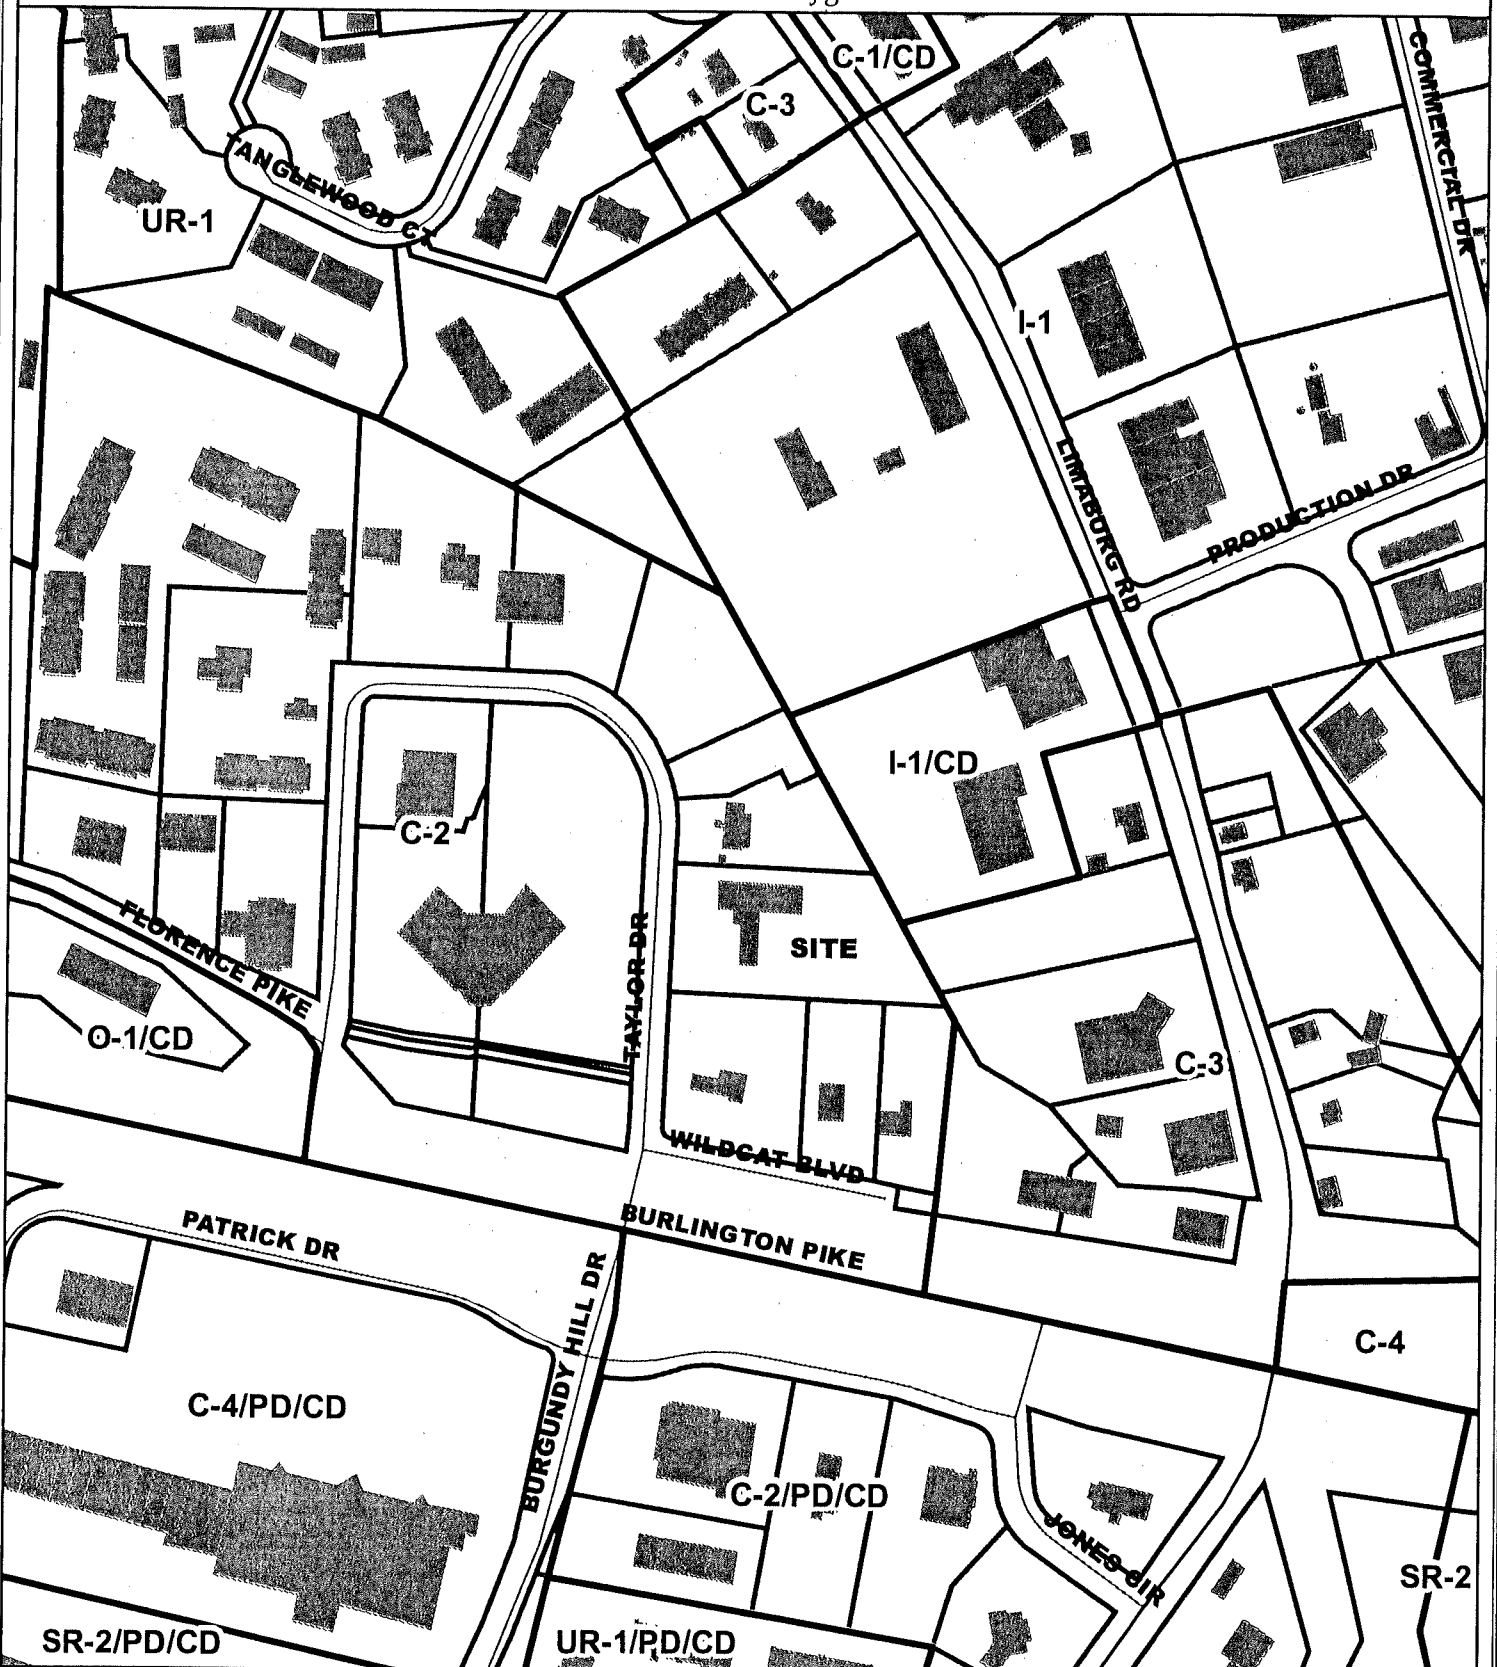 C-1/CD
COMMERCIAL DR
C-3
TANGLEWOOD CT
UR-1
I-1
LIMABURG RD
PRODUCTION DR
I-1/CD
C-2
FLORENCE PIKE
TAYLOR DR
SITE
O-1/CD
C-3
WILDCAT BLVD
PATRICK DR
BURLINGTON PIKE
BURGUNDY HILL DR
C-4
C-4/PD/CD
C-2/PD/CD
JONES CIR
SR-2
SR-2/PD/CD
UR-1/PD/CD